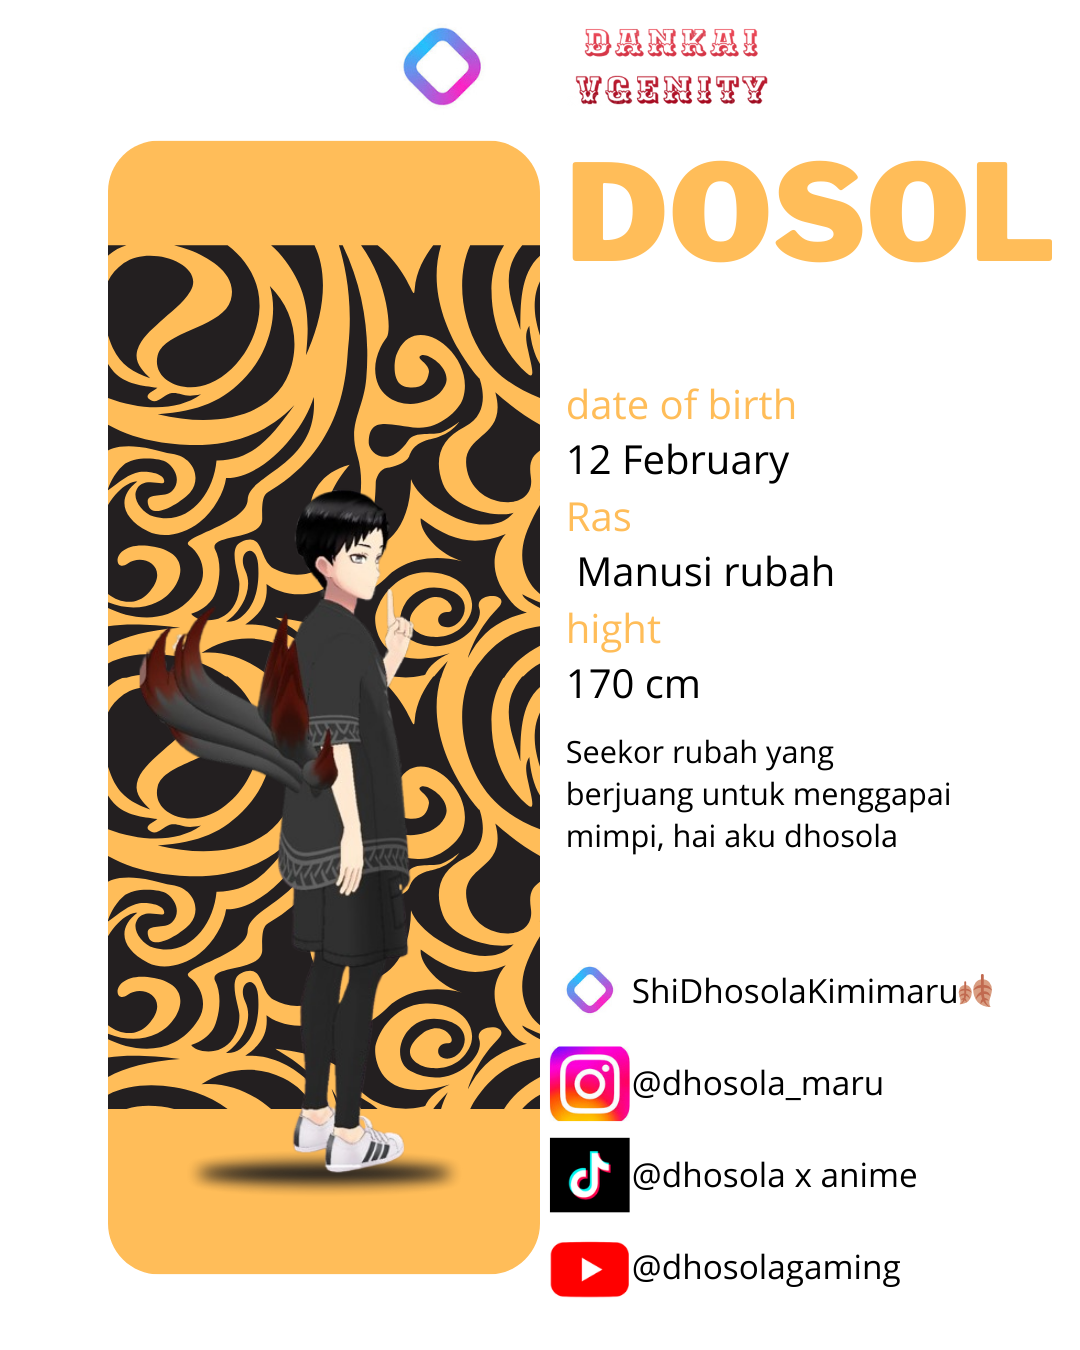 DANKAI
VGENITY
DOSOL
date of birth
12 February
Ras
Manusi rubah
hight
170 cm
Seekor rubah yang
berjuang untuk menggapai
mimpi, hai aku dhosola
ShiDhosolaKimimaru🍂
@dhosola_maru
@dhosola x anime
@dhosolagaming